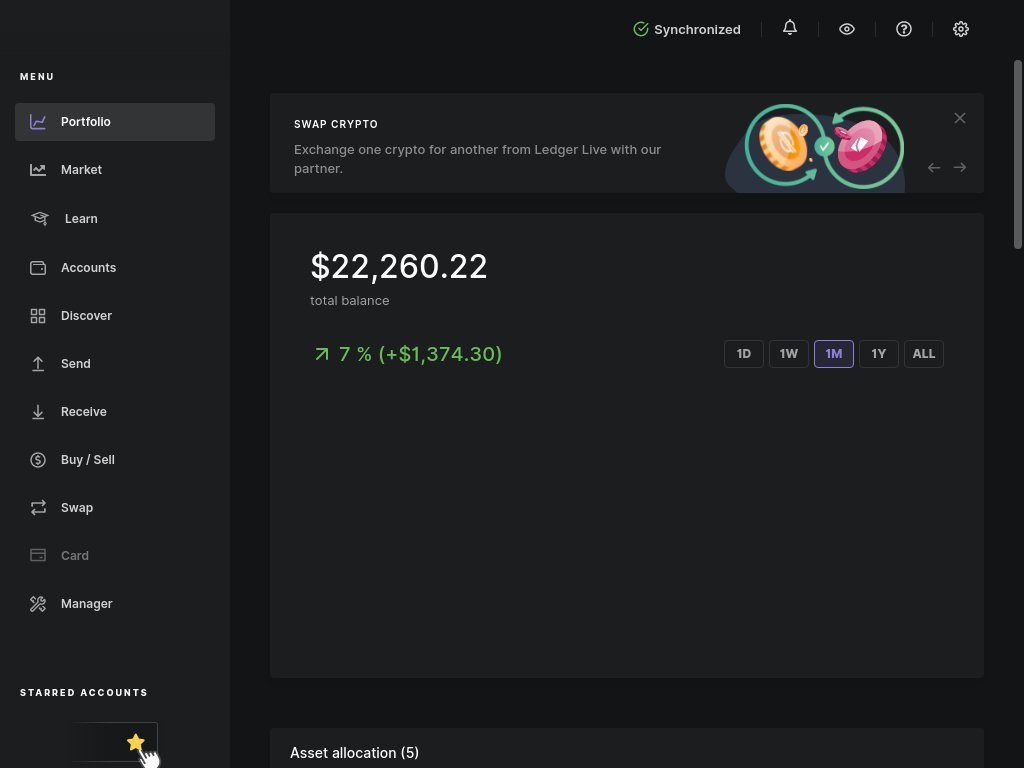 Synchronized
MENU
Portfolio
Market
Learn
Accounts
Discover
Send
Receive
Buy / Sell
Swap
Card
Manager
STARRED ACCOUNTS
SWAP CRYPTO
Exchange one crypto for another from Ledger Live with our
partner.
$22,260.22
total balance
7 % (+$1,374.30)
1D 1W 1M 1Y ALL
Asset allocation (5)